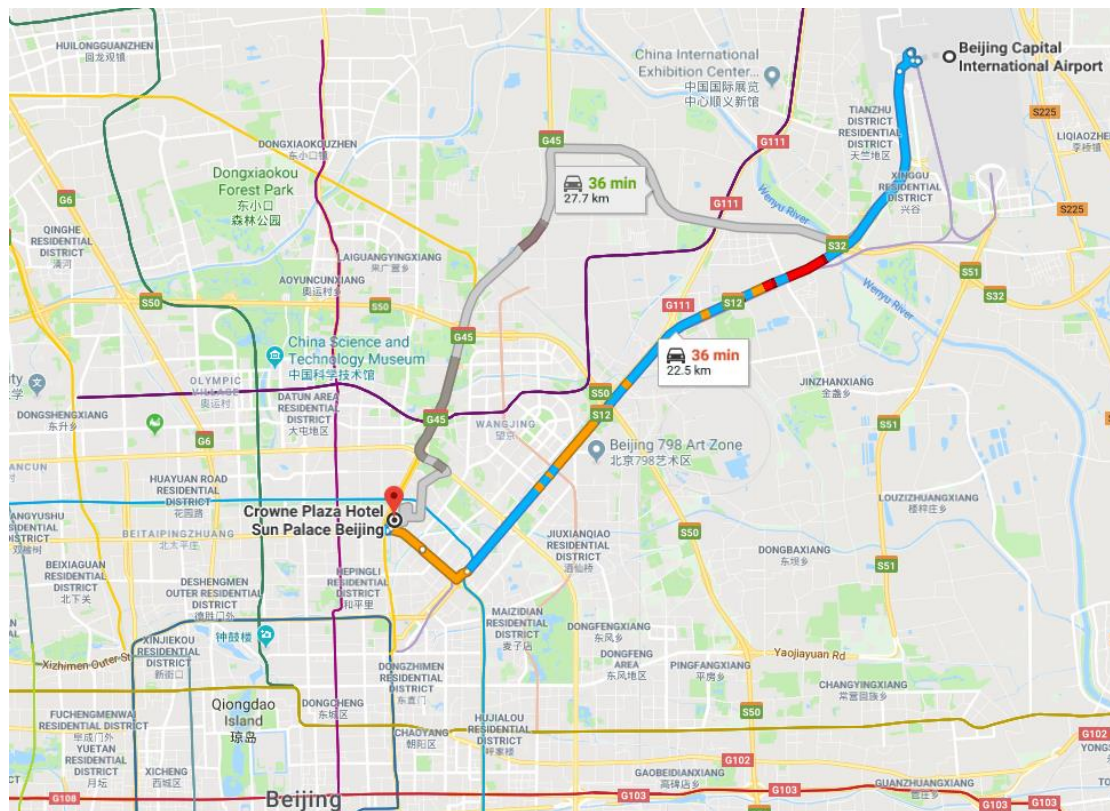 HUILONGGUANZHEN
回龙观镇
China International
Exhibition Center...
中国国际展览
中心顺义新馆
Beijing Capital
International Airport
TIANZHU
DISTRICT
RESIDENTIAL
DISTRICT
天竺地区
S225
LIQIAOZHEN
李桥镇
DONGXIAOKOUZHEN
东小口镇
G45
G111
36 min
27.7 km
Dongxiaokou
Forest Park
东小口
森林公园
XINGGU
RESIDENTIAL
DISTRICT
兴谷
G6
Wenyu River
G111
S225
QINGHE
RESIDENTIAL
DISTRICT
清河
LAIGUANGYINGXIANG
来广营乡
S32
AOYUNCUNXIANG
奥运村乡
S51
S50
S50
G111
S12
Wenyu River
S32
G45
China Science and
Technology Museum
中国科学技术馆
36 min
22.5 km
OLYMPIC
VILLAGE
奥运村
JINZHANXIANG
金盏乡
DATUN AREA
RESIDENTIAL
DISTRICT
大屯地区
S50
S12
DONGSHENGXIANG
东升乡
G45
WANGJING
望京
S51
G6
Beijing 798 Art Zone
北京798艺术区
HUAYUAN ROAD
RESIDENTIAL
DISTRICT
花园路
LOUZIZHUANGXIANG
楼梓庄乡
Crowne Plaza Hotel
Sun Palace Beijing
BEITAIPINGZHUANG
北太平庄
JIUXIANQIAO
RESIDENTIAL
DISTRICT
酒仙桥
S50
DONGBAXIANG
东坝乡
S51
BEIXIAGUAN
RESIDENTIAL
DISTRICT
北下关
HEPINGLI
RESIDENTIAL
DISTRICT
和平里
DESHENGMEN
OUTER RESIDENTIAL
DISTRICT
德胜门外
MAIZIDIAN
RESIDENTIAL
DISTRICT
麦子店
DONGFENGXIANG
东风乡
钟鼓楼
XINJIEKOU
RESIDENTIAL
DISTRICT
新街口
Xizhimen Outer St
DONGFENG
AREA
东风地区
Yaojiayuan Rd
PINGFANGXIANG
平房乡
DONGZHIMEN
RESIDENTIAL
DISTRICT
东直门
CHANGYINGXIANG
常营回族乡
Qiongdao
Island
琼岛
DONGCHENG
东城区
FUCHENGMENWAI
RESIDENTIAL DISTRICT
阜成门外
HUJIALOU
RESIDENTIAL
DISTRICT
呼家楼
S50
CHAOYANG
朝阳区
G102
YUETAN
RESIDENTIAL
DISTRICT
月坛
XICHENG
西城区
G102
GAOBEIDIANXIANG
高碑店乡
GUANZHUANGXIANG
管庄乡
G103
Beijing
G103
G103